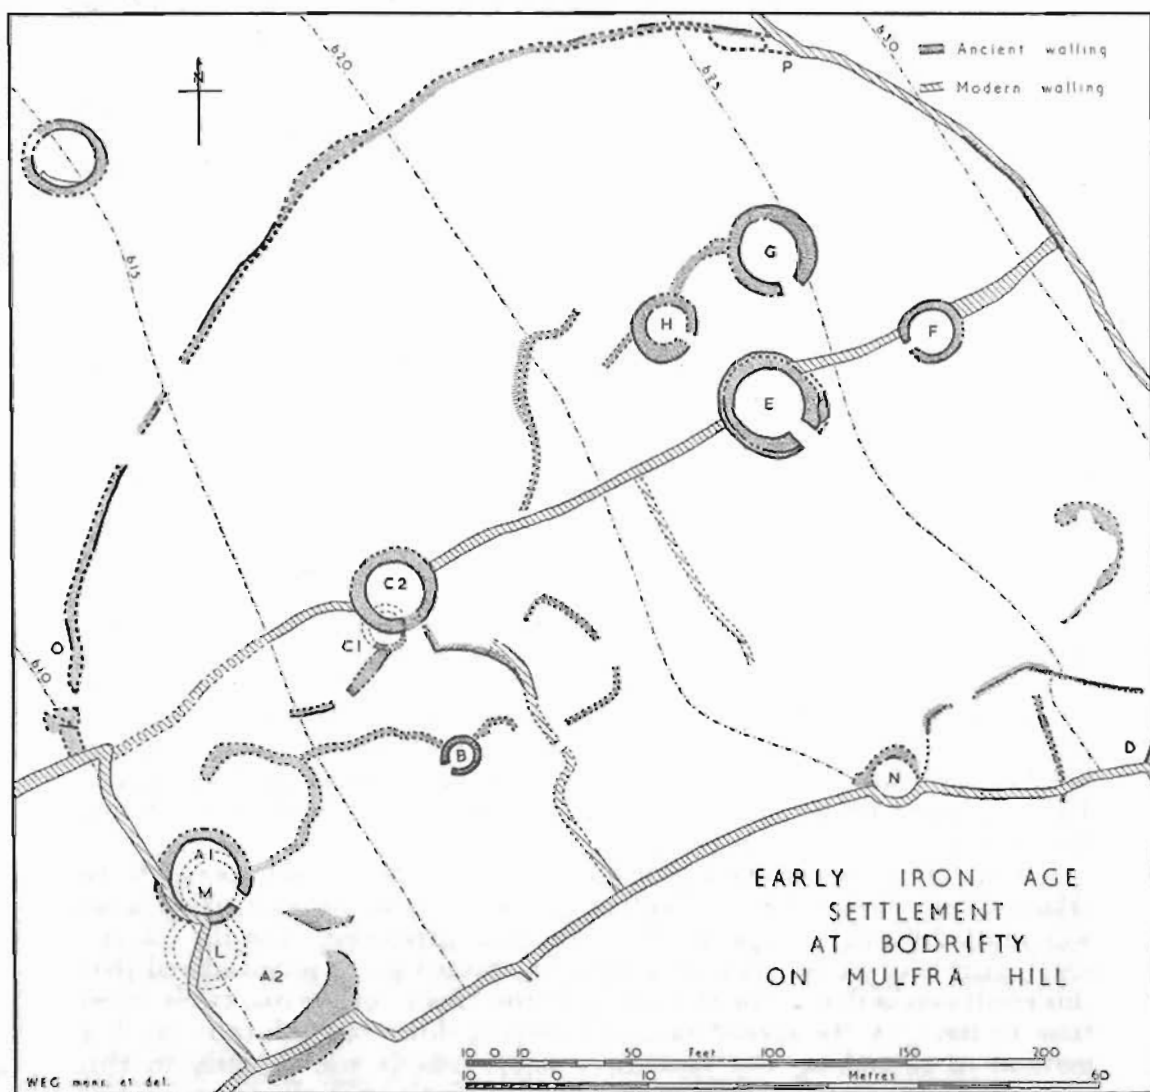 620
625
630
P
Ancient walling
Modern walling
N
615
G
H
F
E
C2
C1
O
610
B
D
N
A1
M
L
A2
EARLY IRON AGE
SETTLEMENT
AT BODRIFTY
ON MULFRA HILL
10 0 10 50 Feet 100 150 200
10 0 10 Metres 60
WEG mens. et del.